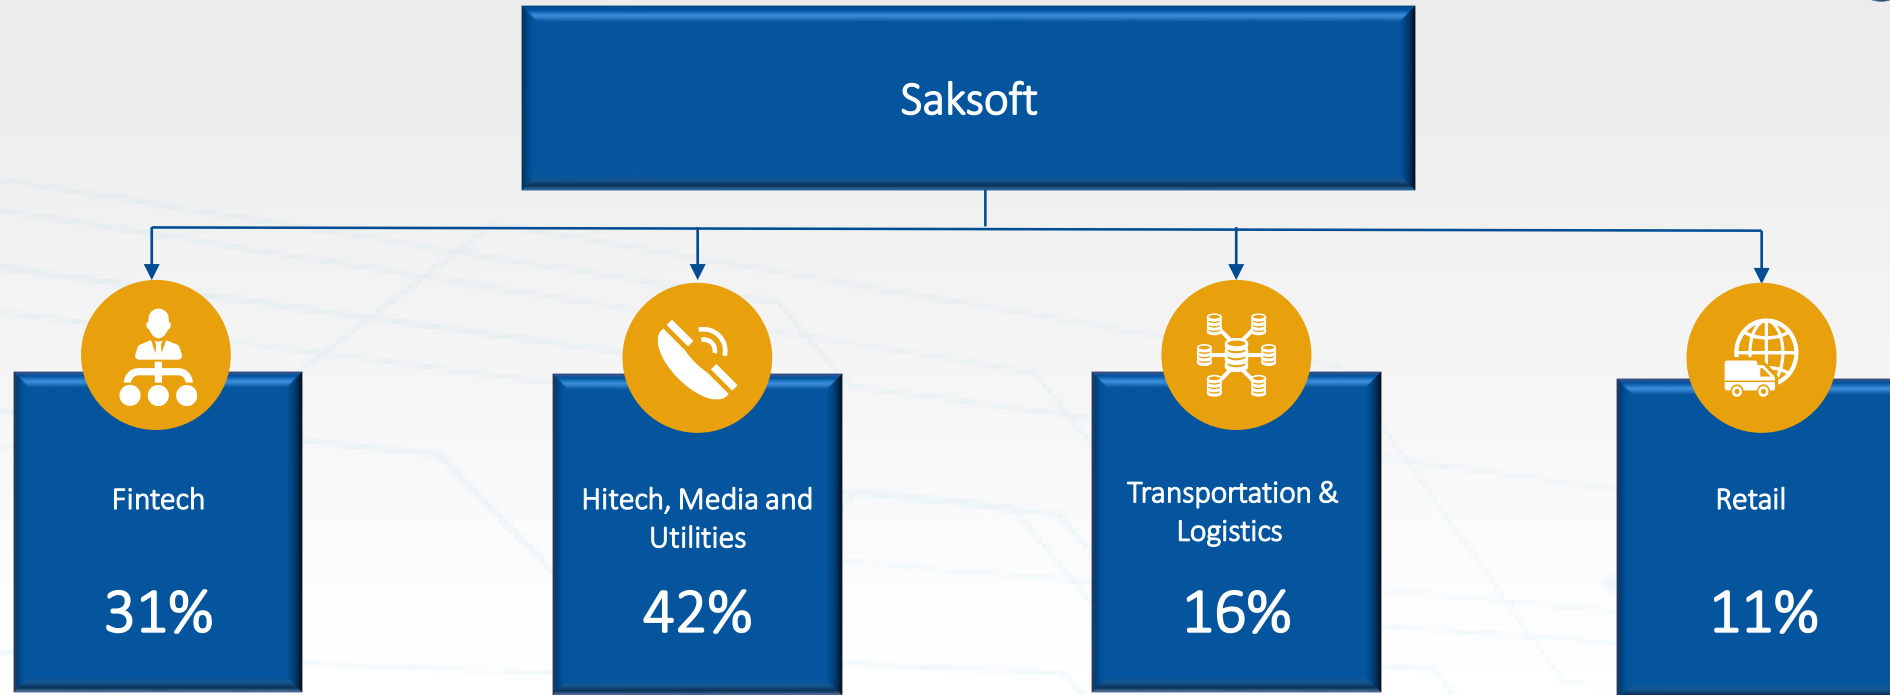 Saksoft
Fintech
31%
Hitech, Media and
Utilities
42%
Transportation &
Logistics
16%
Retail
11%